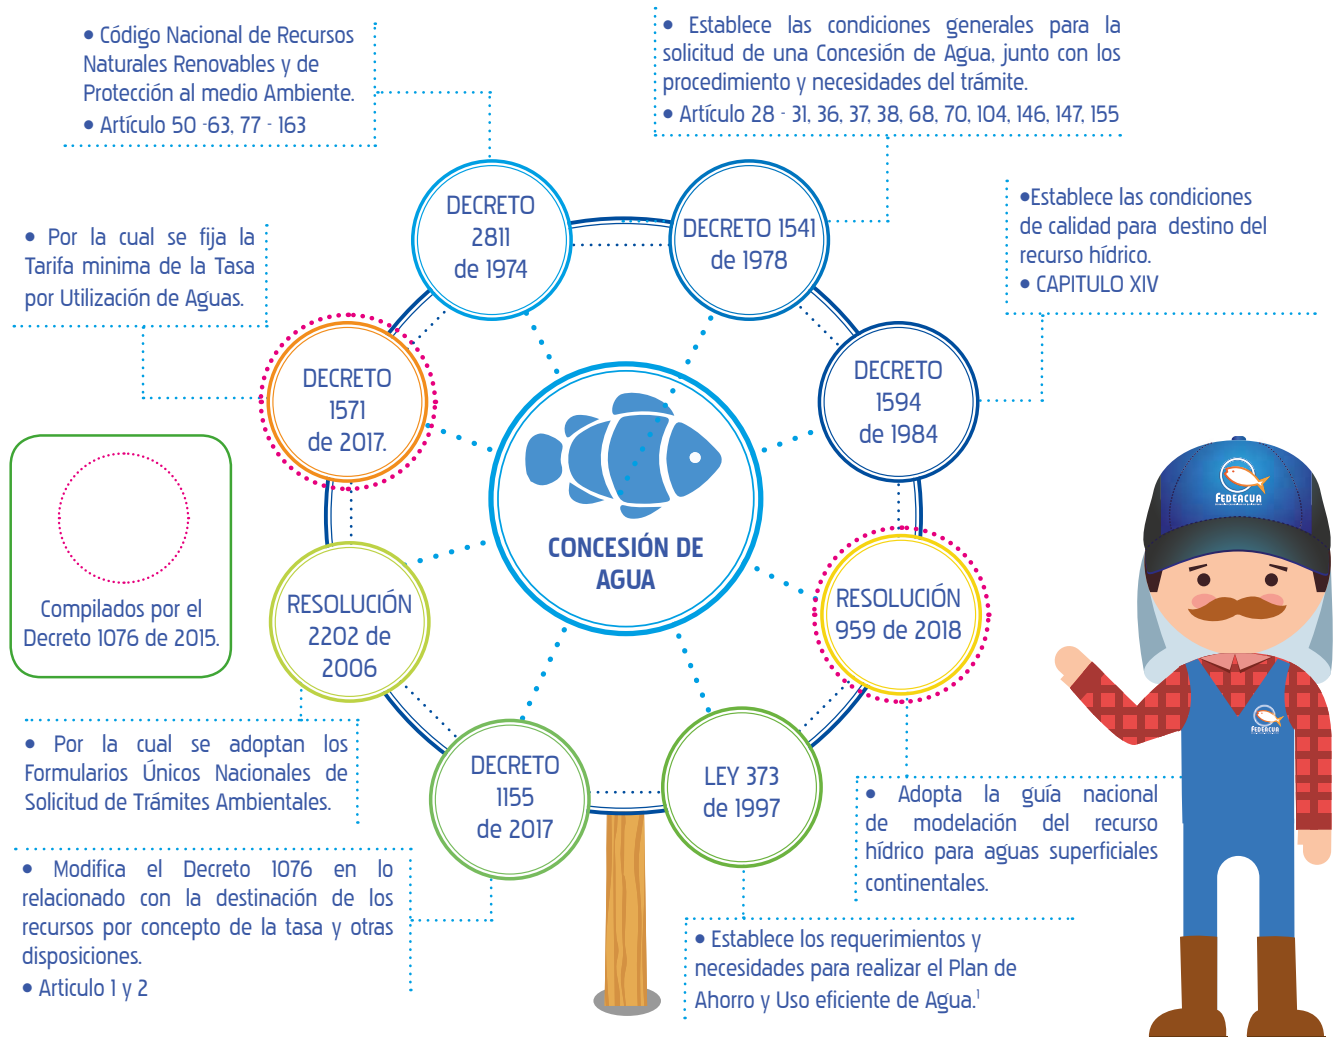 • Código Nacional de Recursos
Naturales Renovables y de
Protección al medio Ambiente.
• Artículo 50 -63, 77 - 163
• Establece las condiciones generales para la
solicitud de una Concesión de Agua, junto con los
procedimiento y necesidades del trámite.
• Artículo 28 - 31, 36, 37, 38, 68, 70, 104, 146, 147, 155
DECRETO
2811
de 1974
DECRETO 1541
de 1978
•Establece las condiciones
de calidad para destino del
recurso hídrico.
• CAPITULO XIV
• Por la cual se fija la
Tarifa minima de la Tasa
por Utilización de Aguas.
DECRETO
1571
de 2017.
DECRETO
1594
de 1984
CONCESIÓN DE
AGUA
Compilados por el
Decreto 1076 de 2015.
RESOLUCIÓN
2202 de
2006
RESOLUCIÓN
959 de 2018
FEDEACUA
FEDEACUA
• Por la cual se adoptan los
Formularios Únicos Nacionales de
Solicitud de Trámites Ambientales.
DECRETO
1155
de 2017
LEY 373
de 1997
• Adopta la guía nacional
de modelación del recurso
hídrico para aguas superficiales
continentales.
• Modifica el Decreto 1076 en lo
relacionado con la destinación de los
recursos por concepto de la tasa y otras
disposiciones.
• Articulo 1 y 2
• Establece los requerimientos y
necesidades para realizar el Plan de
Ahorro y Uso eficiente de Agua.¹